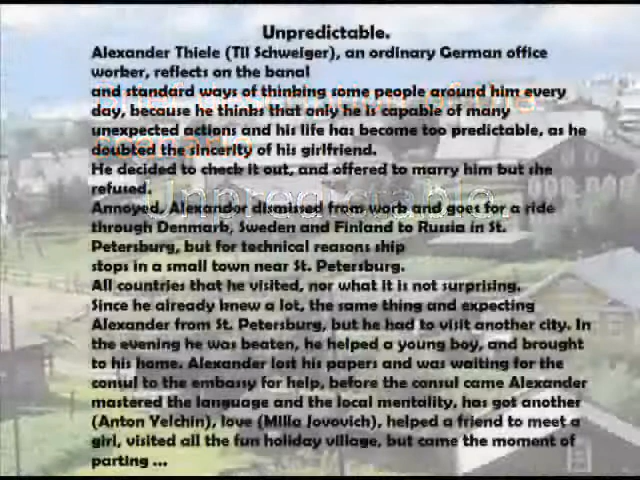 Unpredictable.
Alexander Thiele (Til Schweiger), an ordinary German office
worker, reflects on the banal
and standard ways of thinking some people around him every
day, because he thinks that only he is capable of many
unexpected actions and his life has become too predictable, as he
doubted the sincerity of his girlfriend.
He decided to check it out, and offered to marry him but she
refused.
Annoyed, Alexander dismissed from work and goes for a ride
Unpredictable.
through Denmark, Sweden and Finland to Russia in St.
Petersburg, but for technical reasons ship
stops in a small town near St. Petersburg.
All countries that he visited, nor what it is not surprising.
Since he already knew a lot, the same thing and expecting
Alexander from St. Petersburg, but he had to visit another city. In
the evening he was beaten, he helped a young boy, and brought
to his home. Alexander lost his papers and was waiting for the
consul to the embassy for help, before the consul came Alexander
mastered the language and the local mentality, has got another
(Anton Yelchin), love (Milla Jovovich), helped a friend to meet a
girl, visited all the fun holiday village, but came the moment of
parting ...